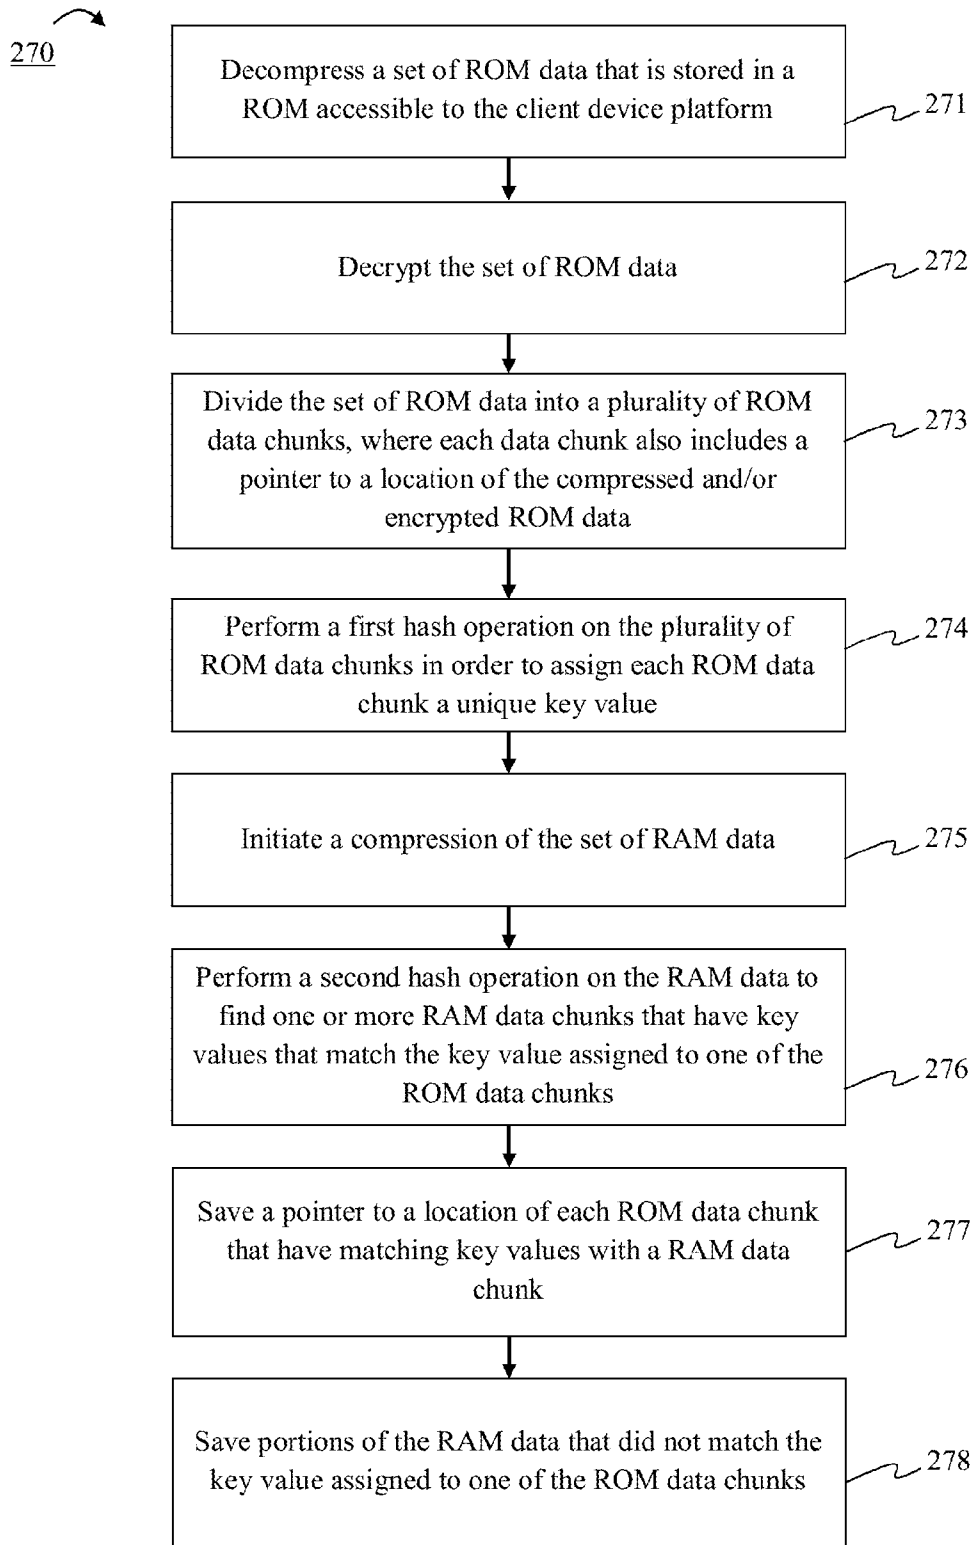 270
Decompress a set of ROM data that is stored in a
ROM accessible to the client device platform
271
Decrypt the set of ROM data
272
Divide the set of ROM data into a plurality of ROM
data chunks, where each data chunk also includes a
pointer to a location of the compressed and/or
encrypted ROM data
273
Perform a first hash operation on the plurality of
ROM data chunks in order to assign each ROM data
chunk a unique key value
274
Initiate a compression of the set of RAM data
275
Perform a second hash operation on the RAM data to
find one or more RAM data chunks that have key
values that match the key value assigned to one of the
ROM data chunks
276
Save a pointer to a location of each ROM data chunk
that have matching key values with a RAM data
chunk
277
Save portions of the RAM data that did not match the
key value assigned to one of the ROM data chunks
278